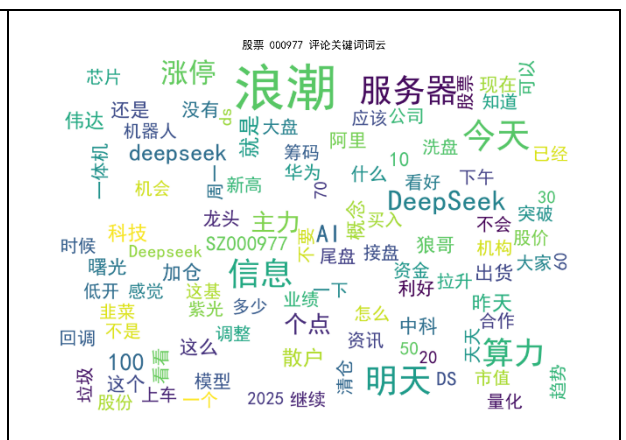 股票 000977 评论关键词词云
芯片
涨停
浪潮
服务器
股票
现在
可以
知道
伟达
还是
没有
ds
就是
大盘
应该
公司
今天
机器人
阿里
洗盘
已经
一体机
deepseek
筹码
10
机会
周一
新高
华为
70
什么
看好
下午
DeepSeek
30
突破
科技
龙头
主力
不要
AI
概念
买入
狼哥
不会
机构
股价
时候
Deepseek
SZ000977
尾盘
接盘
资金
拉升
出货
大家
60
曙光
加仓
信息
一下
利好
昨天
低开
感觉
这基
紫光
多少
业绩
韭菜
不是
调整
个点
怎么
资讯
中科
合作
天天
回调
这么
散户
50
20
算力
100
看看
垃圾
这个
模型
清仓
明天
DS
市值
趋势
股份
上车
一个
2025
继续
量化